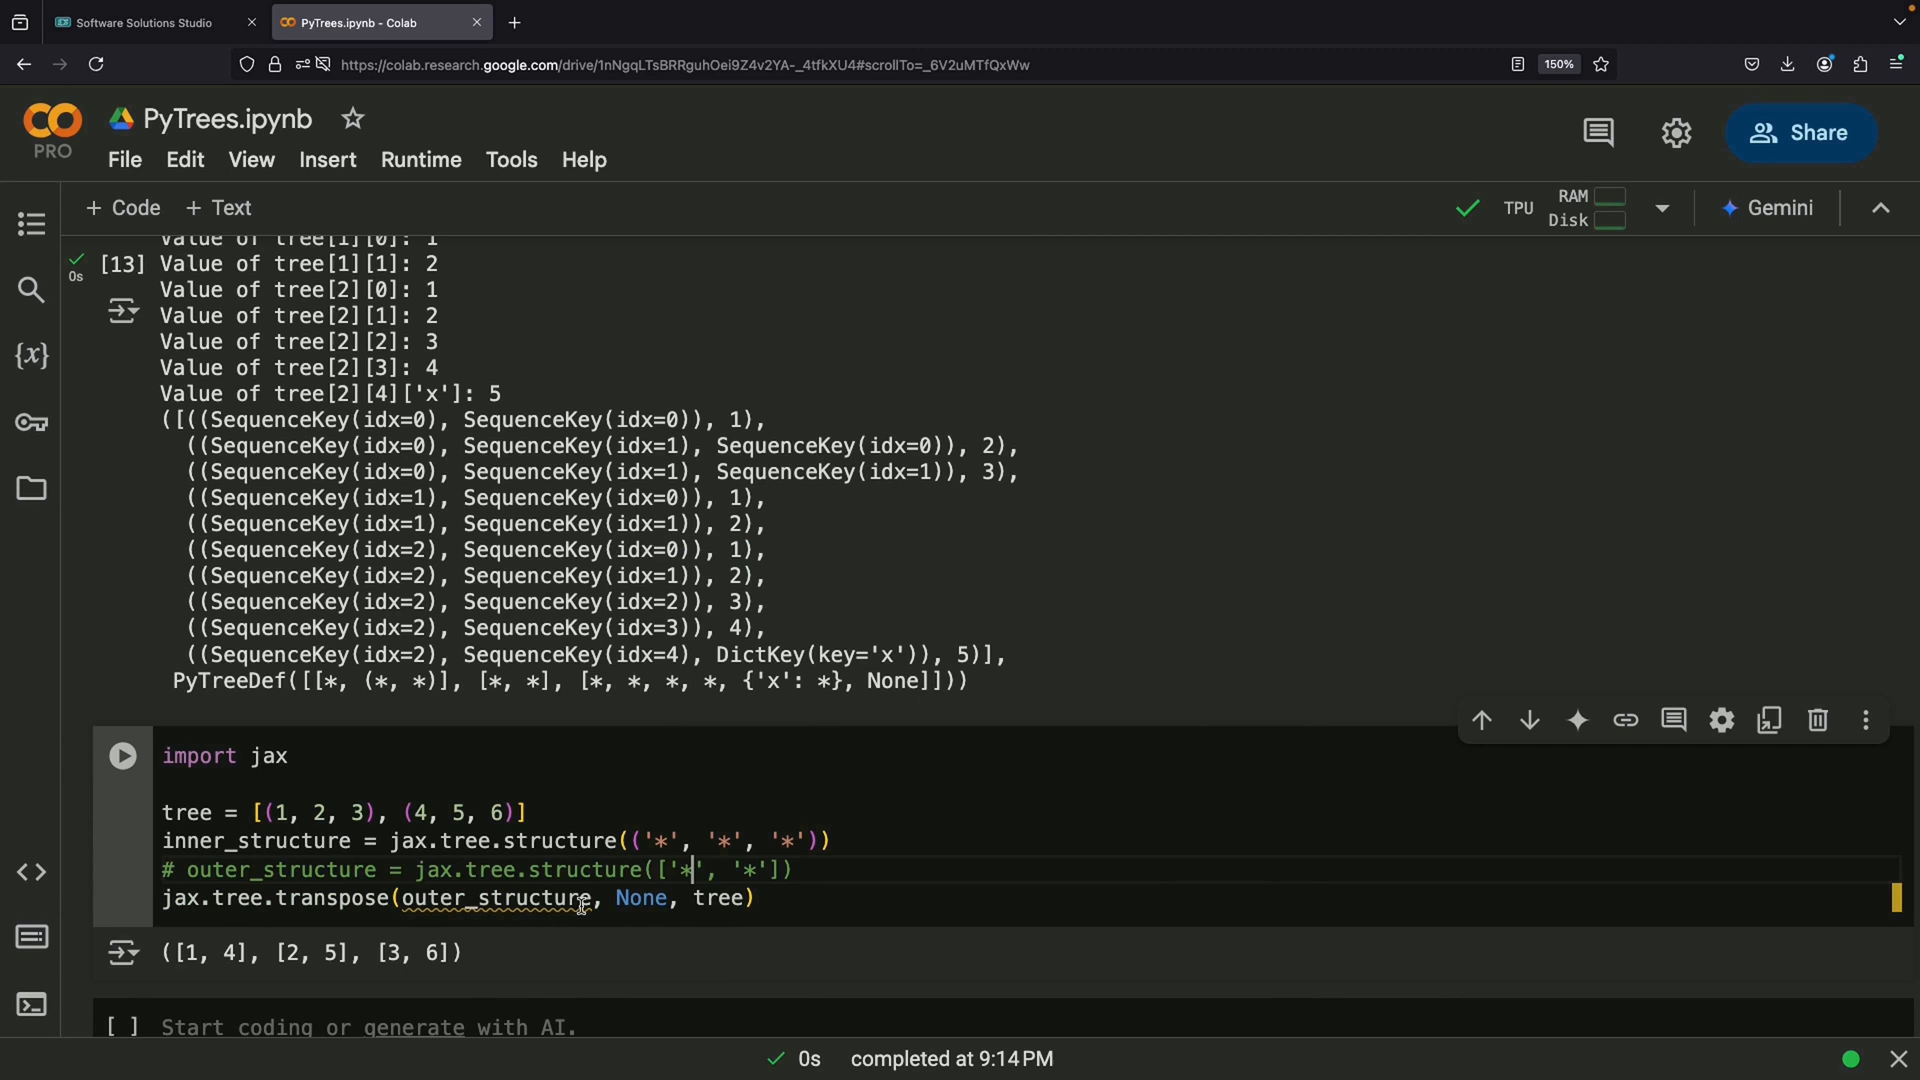 Software Solutions Studio
PyTrees.ipynb - Colab
https://colab.research.google.com/drive/1nNgqLTsBRRguhOei9Z4v2YA-_4tfkXU4#scrollTo=_6V2uMTfQxWw
150%
PRO
PyTrees.ipynb
File Edit View Insert Runtime Tools Help
Share
+ Code + Text
TPU
RAM
Disk
Gemini
Value of tree[1][0]: 1
0s
[13] Value of tree[1][1]: 2
Value of tree[2][0]: 1
Value of tree[2][1]: 2
Value of tree[2][2]: 3
Value of tree[2][3]: 4
Value of tree[2][4]['x']: 5
([((SequenceKey(idx=0), SequenceKey(idx=0)), 1),
((SequenceKey(idx=0), SequenceKey(idx=1), SequenceKey(idx=0)), 2),
((SequenceKey(idx=0), SequenceKey(idx=1), SequenceKey(idx=1)), 3),
((SequenceKey(idx=1), SequenceKey(idx=0)), 1),
((SequenceKey(idx=1), SequenceKey(idx=1)), 2),
((SequenceKey(idx=2), SequenceKey(idx=0)), 1),
((SequenceKey(idx=2), SequenceKey(idx=1)), 2),
((SequenceKey(idx=2), SequenceKey(idx=2)), 3),
((SequenceKey(idx=2), SequenceKey(idx=3)), 4),
((SequenceKey(idx=2), SequenceKey(idx=4), DictKey(key='x')), 5)],
PyTreeDef([[*, (*, *)], [*, *], [*, *, *, *, {'x': *}, None]]))
import jax
tree = [(1, 2, 3), (4, 5, 6)]
inner_structure = jax.tree.structure(('*', '*', '*'))
# outer_structure = jax.tree.structure(['*', '*'])
jax.tree.transpose(outer_structure, None, tree)
([1, 4], [2, 5], [3, 6])
[ ] Start coding or generate with AI.
0s completed at 9:14 PM